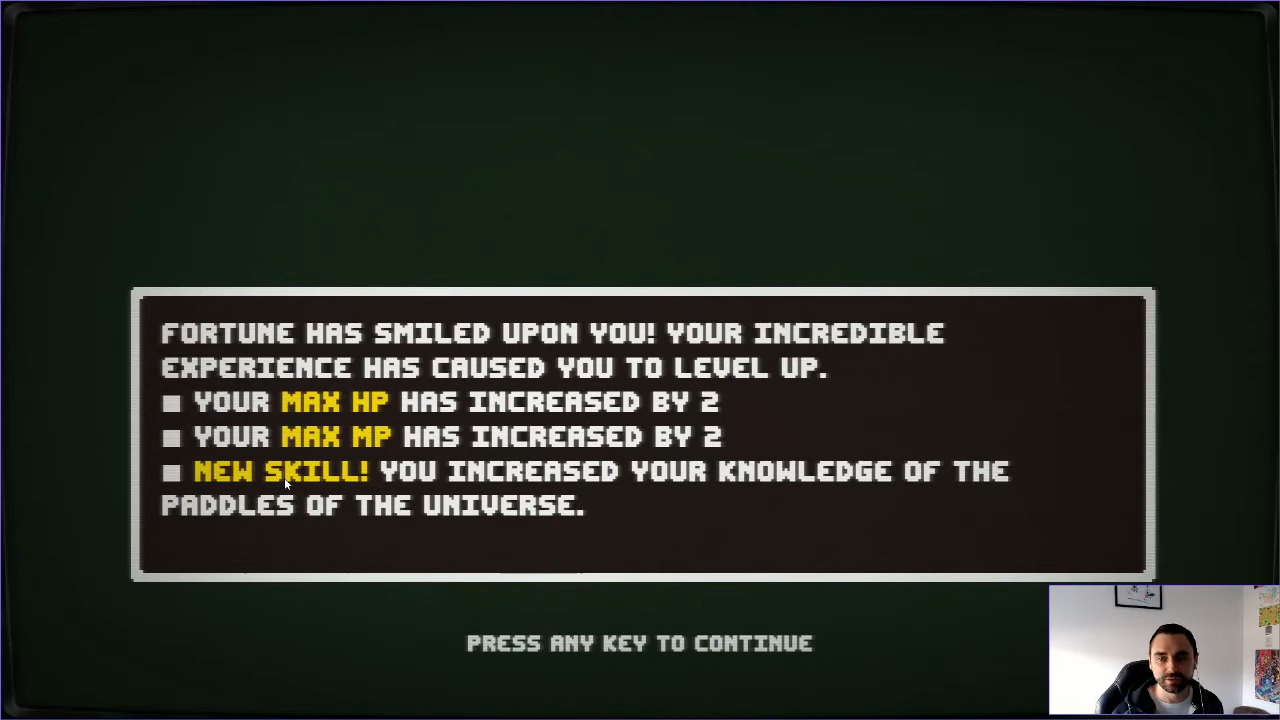 FORTUNE HAS SMILED UPON YOU! YOUR INCREDIBLE
EXPERIENCE HAS CAUSED YOU TO LEVEL UP.
■ YOUR MAX HP HAS INCREASED BY 2
■ YOUR MAX MP HAS INCREASED BY 2
■ NEW SKILL! YOU INCREASED YOUR KNOWLEDGE OF THE
PADDLES OF THE UNIVERSE.
PRESS ANY KEY TO CONTINUE